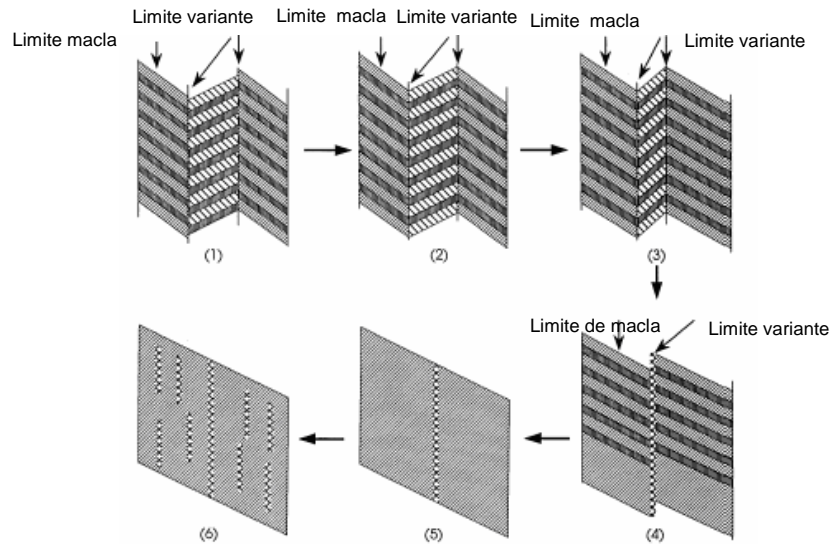 Limite macla
Limite variante
Limite macla
Limite variante
Limite macla
Limite variante
(1)
(2)
(3)
Limite de macla
Limite variante
(6)
(5)
(4)